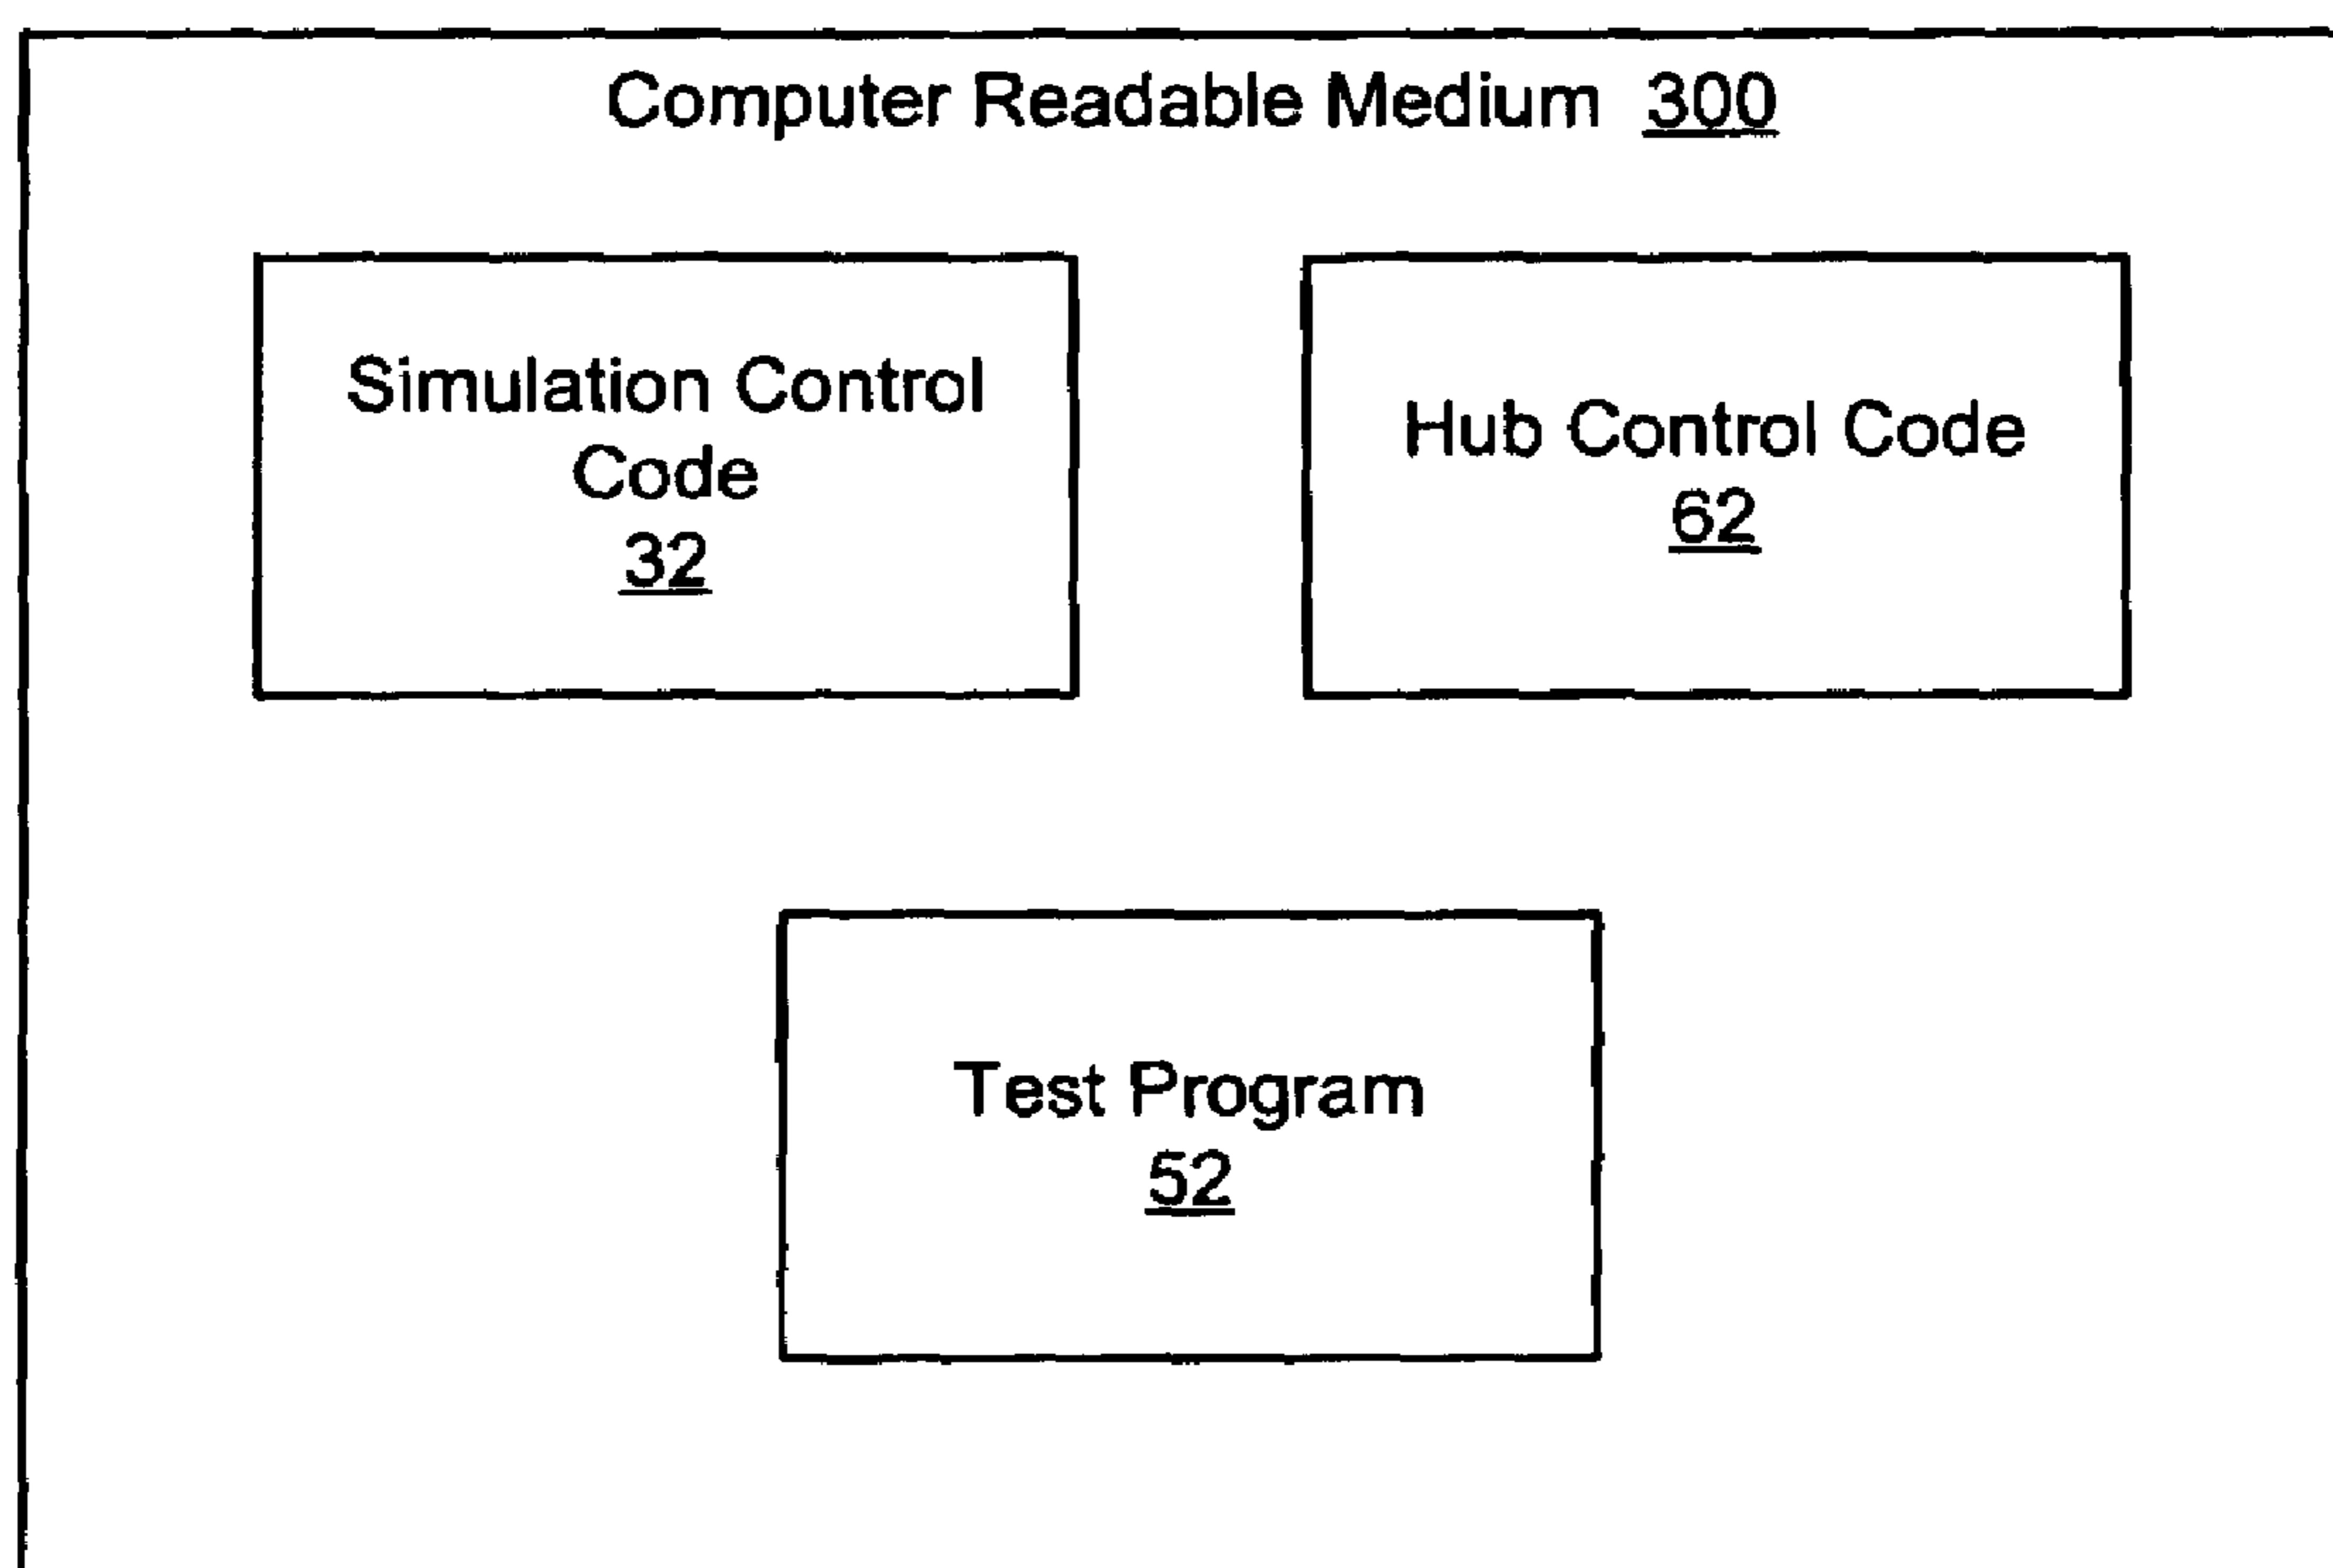 Computer Readable Medium 300
Simulation Control
Code
32
Hub Control Code
62
Test Program
52